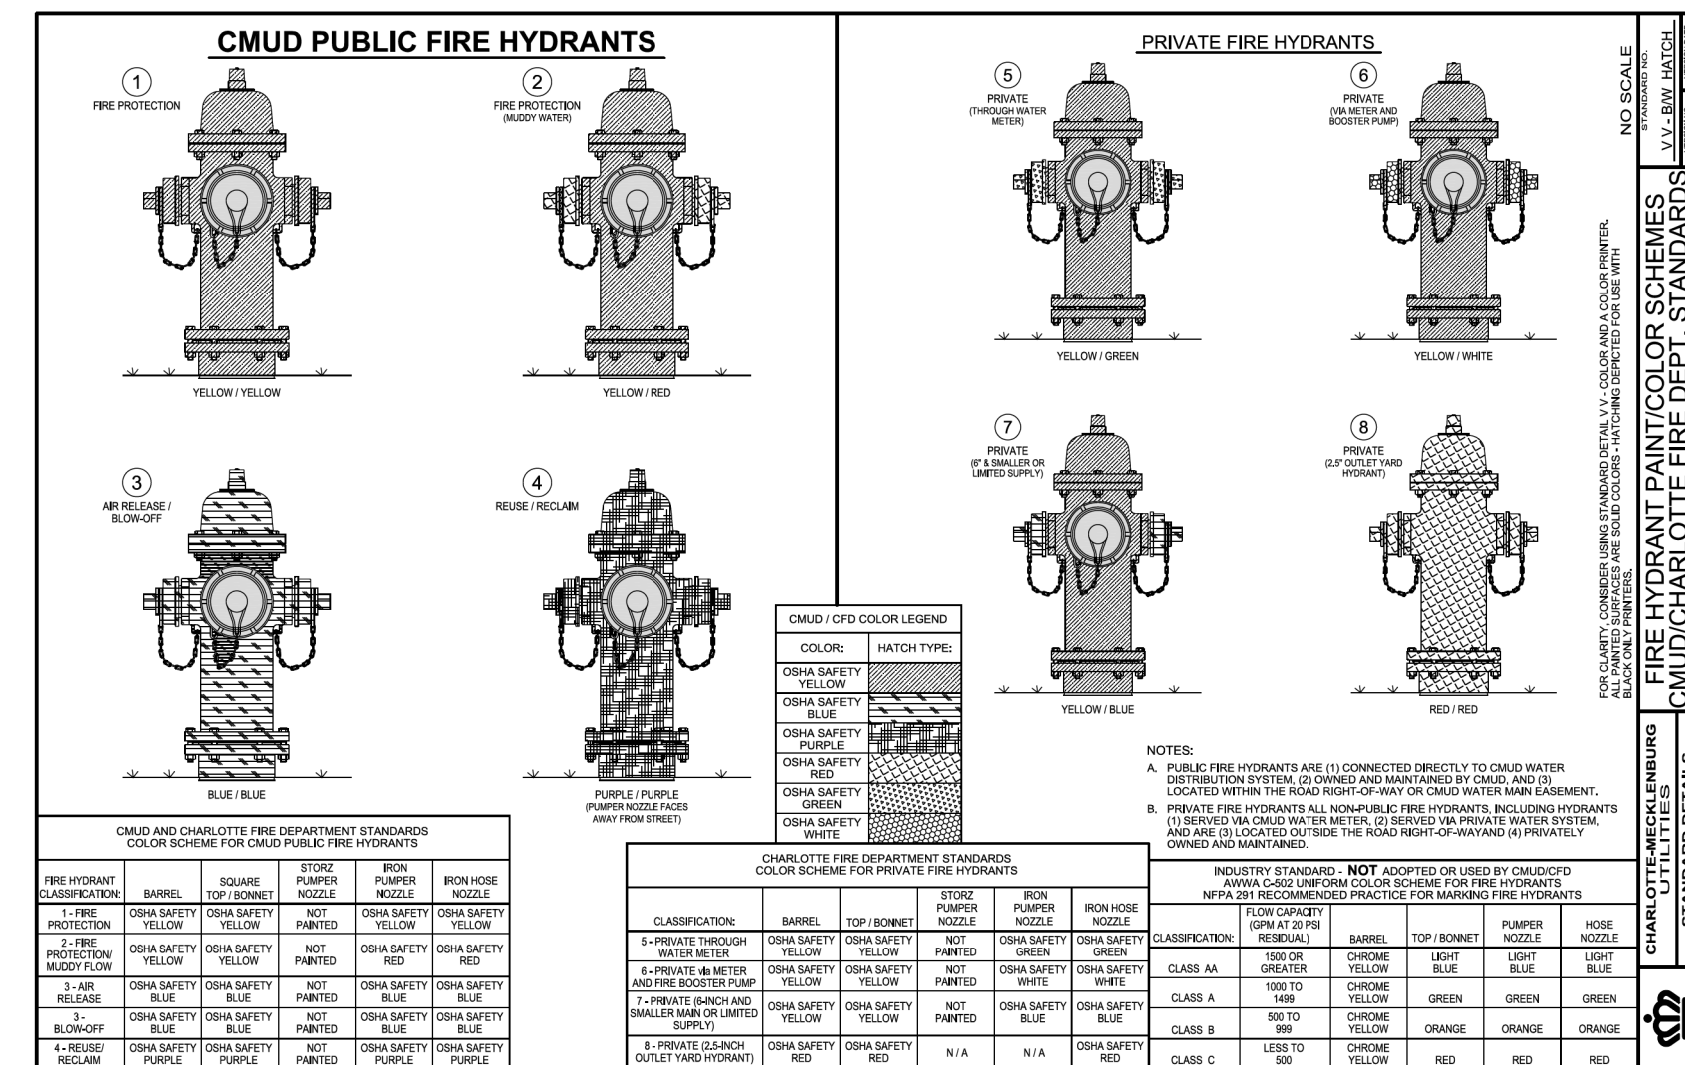 CMUD PUBLIC FIRE HYDRANTS
1
FIRE PROTECTION
YELLOW / YELLOW
2
FIRE PROTECTION
(MUDDY WATER)
YELLOW / RED
3
AIR RELEASE /
BLOW-OFF
BLUE / BLUE
4
REUSE / RECLAIM
PURPLE / PURPLE
(PUMPER NOZZLE FACES
AWAY FROM STREET)
PRIVATE FIRE HYDRANTS
5
PRIVATE
(THROUGH WATER
METER)
YELLOW / GREEN
6
PRIVATE
(VIA METER AND
BOOSTER PUMP)
YELLOW / WHITE
7
PRIVATE
(6" & SMALLER OR
LIMITED SUPPLY)
YELLOW / BLUE
8
PRIVATE
(2.5" OUTLET YARD
HYDRANT)
RED / RED
CMUD / CFD COLOR LEGEND
COLOR: HATCH TYPE:
OSHA SAFETY
YELLOW
OSHA SAFETY
BLUE
OSHA SAFETY
PURPLE
OSHA SAFETY
RED
OSHA SAFETY
GREEN
OSHA SAFETY
WHITE
NOTES:
A. PUBLIC FIRE HYDRANTS ARE (1) CONNECTED DIRECTLY TO CMUD WATER
DISTRIBUTION SYSTEM, (2) OWNED AND MAINTAINED BY CMUD, AND (3)
LOCATED WITHIN THE ROAD RIGHT-OF-WAY OR CMUD WATER MAIN EASEMENT.
B. PRIVATE FIRE HYDRANTS ALL NON-PUBLIC FIRE HYDRANTS, INCLUDING HYDRANTS
(1) SERVED VIA CMUD WATER METER, (2) SERVED VIA PRIVATE WATER SYSTEM,
AND ARE (3) LOCATED OUTSIDE THE ROAD RIGHT-OF-WAYAND (4) PRIVATELY
OWNED AND MAINTAINED.
CMUD AND CHARLOTTE FIRE DEPARTMENT STANDARDS
COLOR SCHEME FOR CMUD PUBLIC FIRE HYDRANTS
FIRE HYDRANT CLASSIFICATION: BARREL SQUARE TOP / BONNET STORZ PUMPER NOZZLE IRON PUMPER NOZZLE IRON HOSE NOZZLE
1 - FIRE PROTECTION OSHA SAFETY YELLOW OSHA SAFETY YELLOW NOT PAINTED OSHA SAFETY YELLOW OSHA SAFETY YELLOW
2 - FIRE PROTECTION/ MUDDY FLOW OSHA SAFETY YELLOW OSHA SAFETY YELLOW NOT PAINTED OSHA SAFETY RED OSHA SAFETY RED
3 - AIR RELEASE OSHA SAFETY BLUE OSHA SAFETY BLUE NOT PAINTED OSHA SAFETY BLUE OSHA SAFETY BLUE
3 - BLOW-OFF OSHA SAFETY BLUE OSHA SAFETY BLUE NOT PAINTED OSHA SAFETY BLUE OSHA SAFETY BLUE
4 - REUSE/ RECLAIM OSHA SAFETY PURPLE OSHA SAFETY PURPLE NOT PAINTED OSHA SAFETY PURPLE OSHA SAFETY PURPLE
CHARLOTTE FIRE DEPARTMENT STANDARDS
COLOR SCHEME FOR PRIVATE FIRE HYDRANTS
CLASSIFICATION: BARREL TOP / BONNET STORZ PUMPER NOZZLE IRON PUMPER NOZZLE IRON HOSE NOZZLE
5 - PRIVATE THROUGH WATER METER OSHA SAFETY YELLOW OSHA SAFETY YELLOW NOT PAINTED OSHA SAFETY GREEN OSHA SAFETY GREEN
6 - PRIVATE via METER AND FIRE BOOSTER PUMP OSHA SAFETY YELLOW OSHA SAFETY YELLOW NOT PAINTED OSHA SAFETY WHITE OSHA SAFETY WHITE
7 - PRIVATE (6-INCH AND SMALLER MAIN OR LIMITED SUPPLY) OSHA SAFETY YELLOW OSHA SAFETY YELLOW NOT PAINTED OSHA SAFETY BLUE OSHA SAFETY BLUE
8 - PRIVATE (2.5-INCH OUTLET YARD HYDRANT) OSHA SAFETY RED OSHA SAFETY RED N / A N / A OSHA SAFETY RED
INDUSTRY STANDARD - NOT ADOPTED OR USED BY CMUD/CFD
AWWA C-502 UNIFORM COLOR SCHEME FOR FIRE HYDRANTS
NFPA 291 RECOMMENDED PRACTICE FOR MARKING FIRE HYDRANTS
CLASSIFICATION: FLOW CAPACITY (GPM AT 20 PSI RESIDUAL) BARREL TOP / BONNET PUMPER NOZZLE HOSE NOZZLE
CLASS AA 1500 OR GREATER CHROME YELLOW LIGHT BLUE LIGHT BLUE LIGHT BLUE
CLASS A 1000 TO 1499 CHROME YELLOW GREEN GREEN GREEN
CLASS B 500 TO 999 CHROME YELLOW ORANGE ORANGE ORANGE
CLASS C LESS TO 500 CHROME YELLOW RED RED RED
FOR CLARITY, CONSIDER USING STANDARD DETAIL V V - COLOR AND A COLOR PRINTER.
ALL PAINTED SURFACES ARE SOLID COLORS - HATCHING DEPICTED FOR USE WITH
BLACK ONLY PRINTERS.
NO SCALE
STANDARD NO.
V V - B/W HATCH
FIRE HYDRANT PAINT/COLOR SCHEMES
CMUD/CHARLOTTE FIRE DEPT. STANDARDS
CHARLOTTE-MECKLENBURG
UTILITIES
STANDARD DETAILS